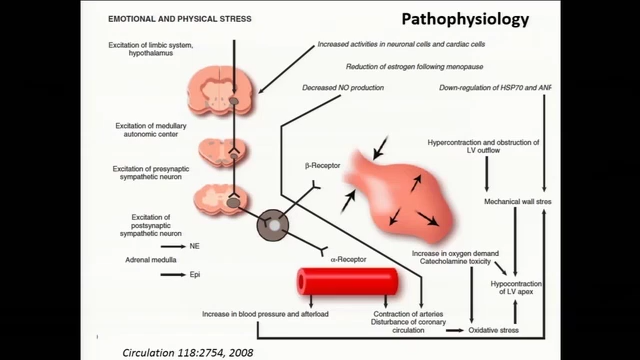 EMOTIONAL AND PHYSICAL STRESS
Pathophysiology
Excitation of limbic system,
hypothalamus
Increased activities in neuronal cells and cardiac cells
Reduction of estrogen following menopause
Decreased NO production
Down-regulation of HSP70 and ANF
Excitation of medullary
autonomic center
Hypercontraction and obstruction of
LV outflow
Excitation of presynaptic
sympathetic neuron
β-Receptor
Mechanical wall stres
Excitation of
postsynaptic
sympathetic neuron
NE
Adrenal medulla
Epi
α-Receptor
Increase in oxygen demand
Catecholamine toxicity
Hypocontraction
of LV apex
Increase in blood pressure and afterload
Contraction of arteries
Disturbance of coronary
circulation
Oxidative stress
Circulation 118:2754, 2008